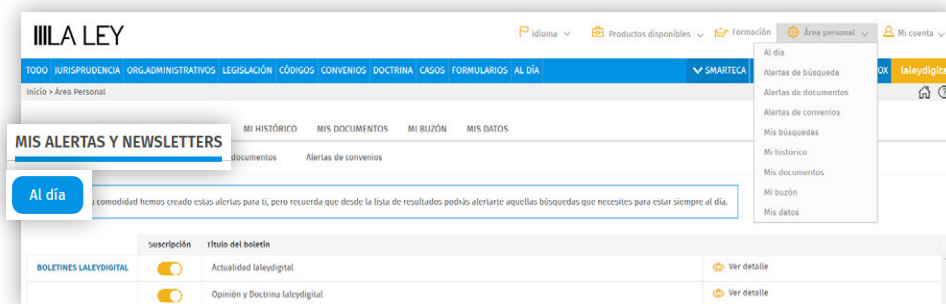 LA LEY
Idioma
Productos disponibles
Formación
Área personal
Mi cuenta
TODO JURISPRUDENCIA ORG.ADMINISTRATIVOS LEGISLACIÓN CÓDIGOS CONVENIOS DOCTRINA CASOS FORMULARIOS AL DÍA
SMARTECA
OX
laleydigital
Inicio > Área Personal
Al día
Alertas de búsqueda
Alertas de documentos
Alertas de convenios
Mis búsquedas
Mi histórico
Mis documentos
Mi buzón
Mis datos
MI HISTÓRICO MIS DOCUMENTOS MI BUZÓN MIS DATOS
MIS ALERTAS Y NEWSLETTERS
documentos Alertas de convenios
Al día
comodidad hemos creado estas alertas para ti, pero recuerda que desde la lista de resultados podrás alertarte aquellas búsquedas que necesites para estar siempre al día.
Suscripción Título del boletín
BOLETINES LALEYDIGITAL Actualidad laleydigital Ver detalle
Opinión y Doctrina laleydigital Ver detalle